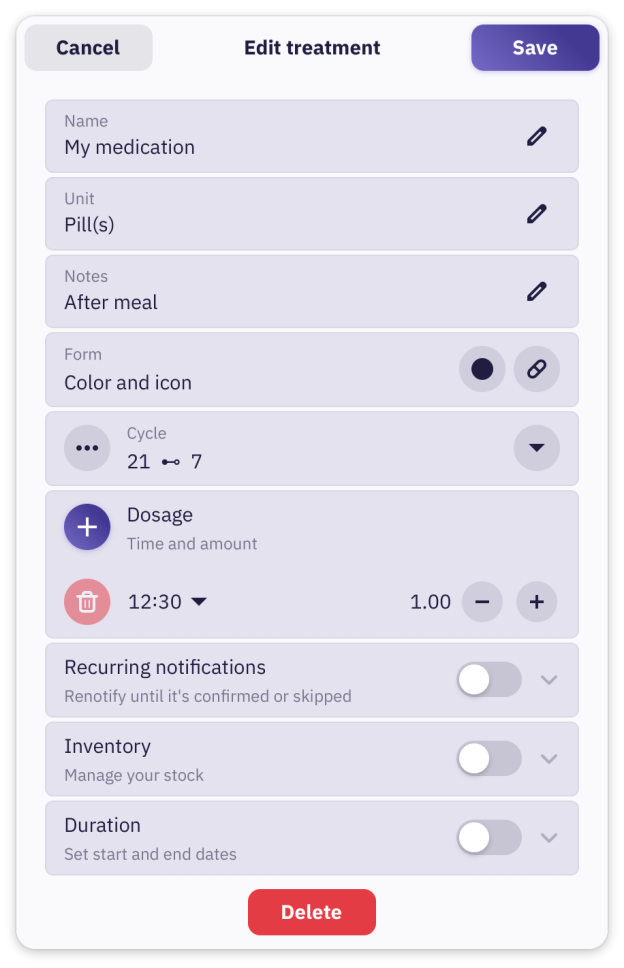 Cancel
Edit treatment
Save
Name
My medication
Unit
Pill(s)
Notes
After meal
Form
Color and icon
Cycle
21 7
Dosage
Time and amount
12:30
1.00
Recurring notifications
Renotify until it's confirmed or skipped
Inventory
Manage your stock
Duration
Set start and end dates
Delete